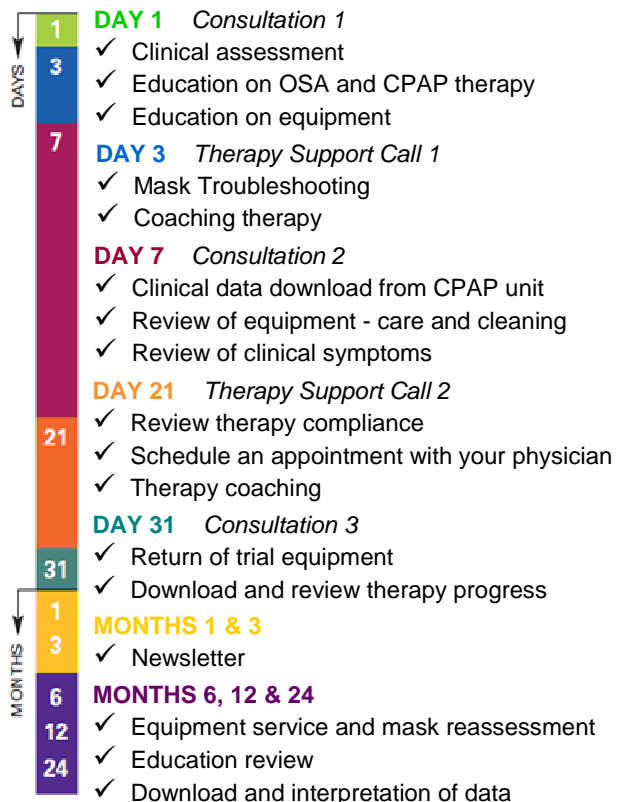 DAYS
1
3
7
21
31
MONTHS
1
3
6
12
24
DAY 1 Consultation 1
✓ Clinical assessment
✓ Education on OSA and CPAP therapy
✓ Education on equipment
DAY 3 Therapy Support Call 1
✓ Mask Troubleshooting
✓ Coaching therapy
DAY 7 Consultation 2
✓ Clinical data download from CPAP unit
✓ Review of equipment - care and cleaning
✓ Review of clinical symptoms
DAY 21 Therapy Support Call 2
✓ Review therapy compliance
✓ Schedule an appointment with your physician
✓ Therapy coaching
DAY 31 Consultation 3
✓ Return of trial equipment
✓ Download and review therapy progress
MONTHS 1 & 3
✓ Newsletter
MONTHS 6, 12 & 24
✓ Equipment service and mask reassessment
✓ Education review
✓ Download and interpretation of data